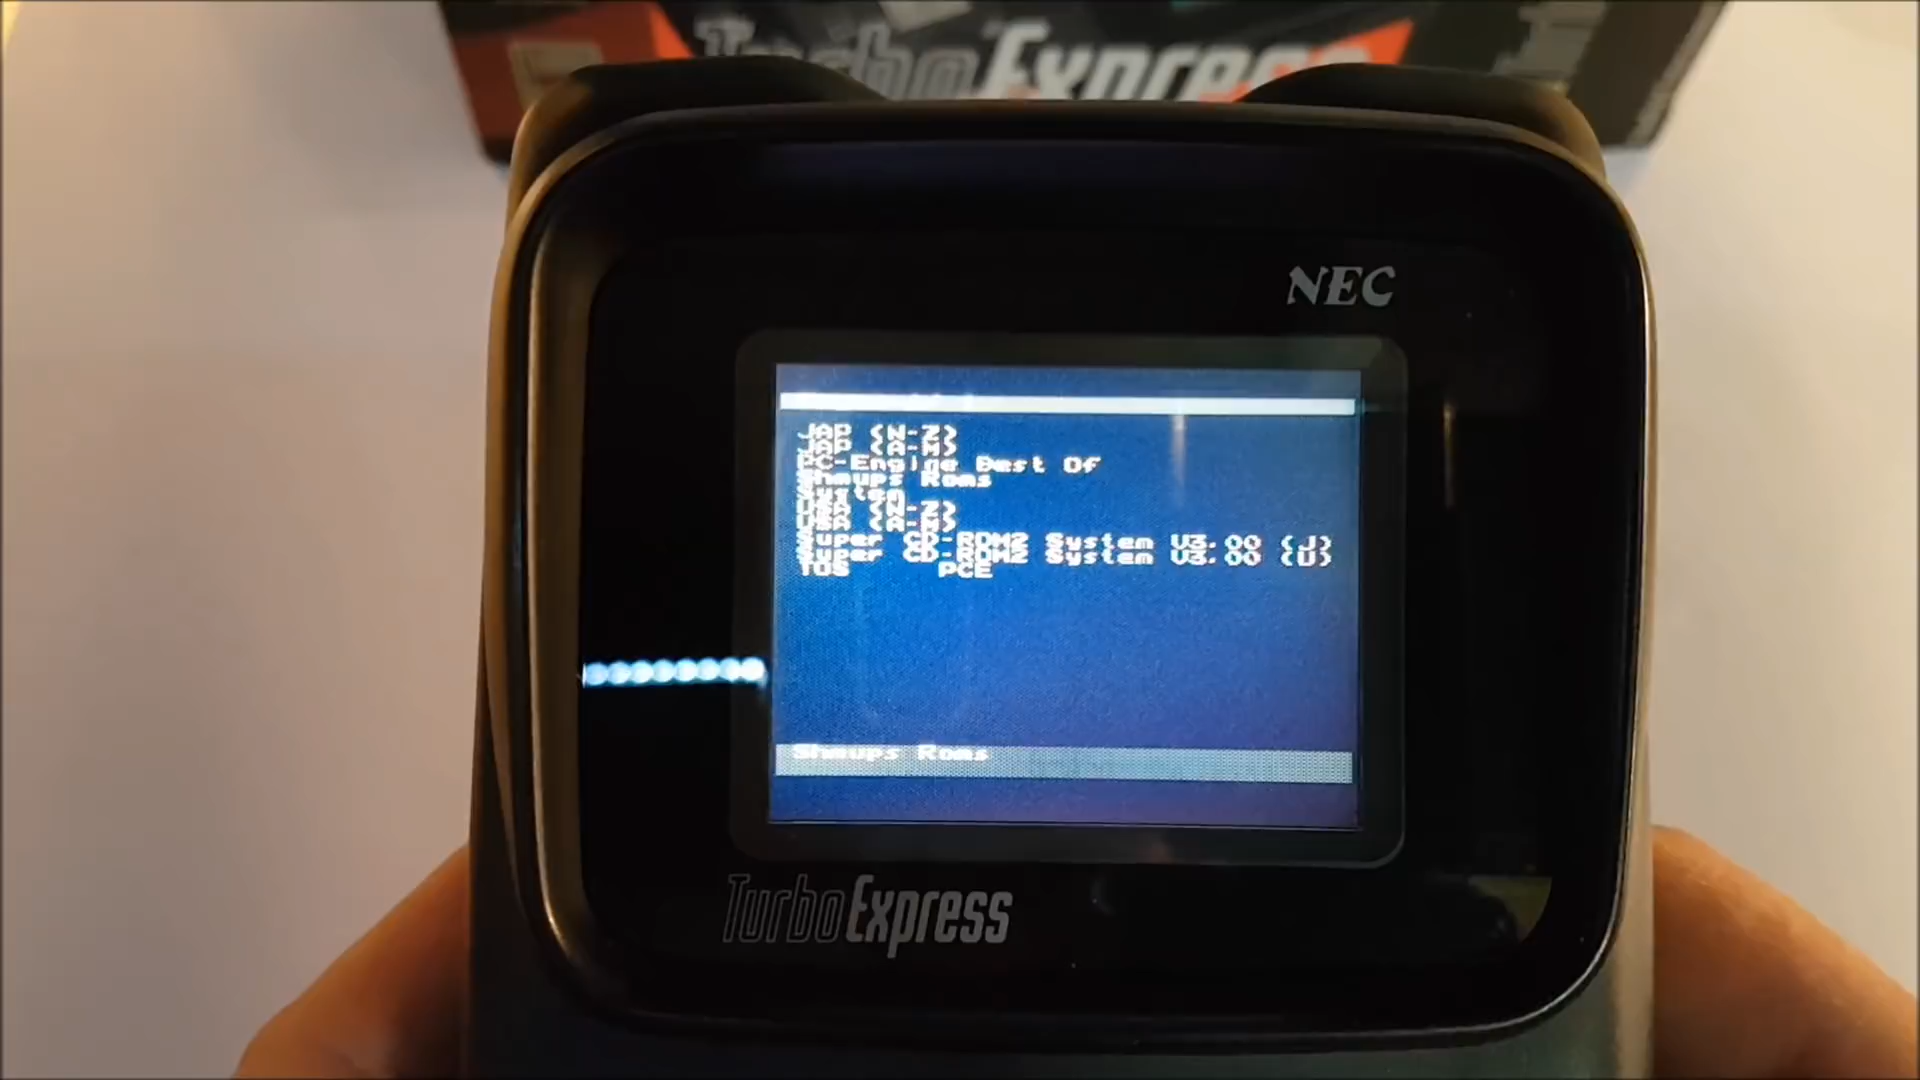 TurboExpress
NEC
JAP (N-Z)
JAP (A-M)
PC-Engine Best Of
Shmups Roms
System
USA (N-Z)
USA (A-M)
Super CD-ROM2 System V3.00 (J)
Super CD-ROM2 System V3.00 (U)
TOS PCE
Shmups Roms
TurboExpress